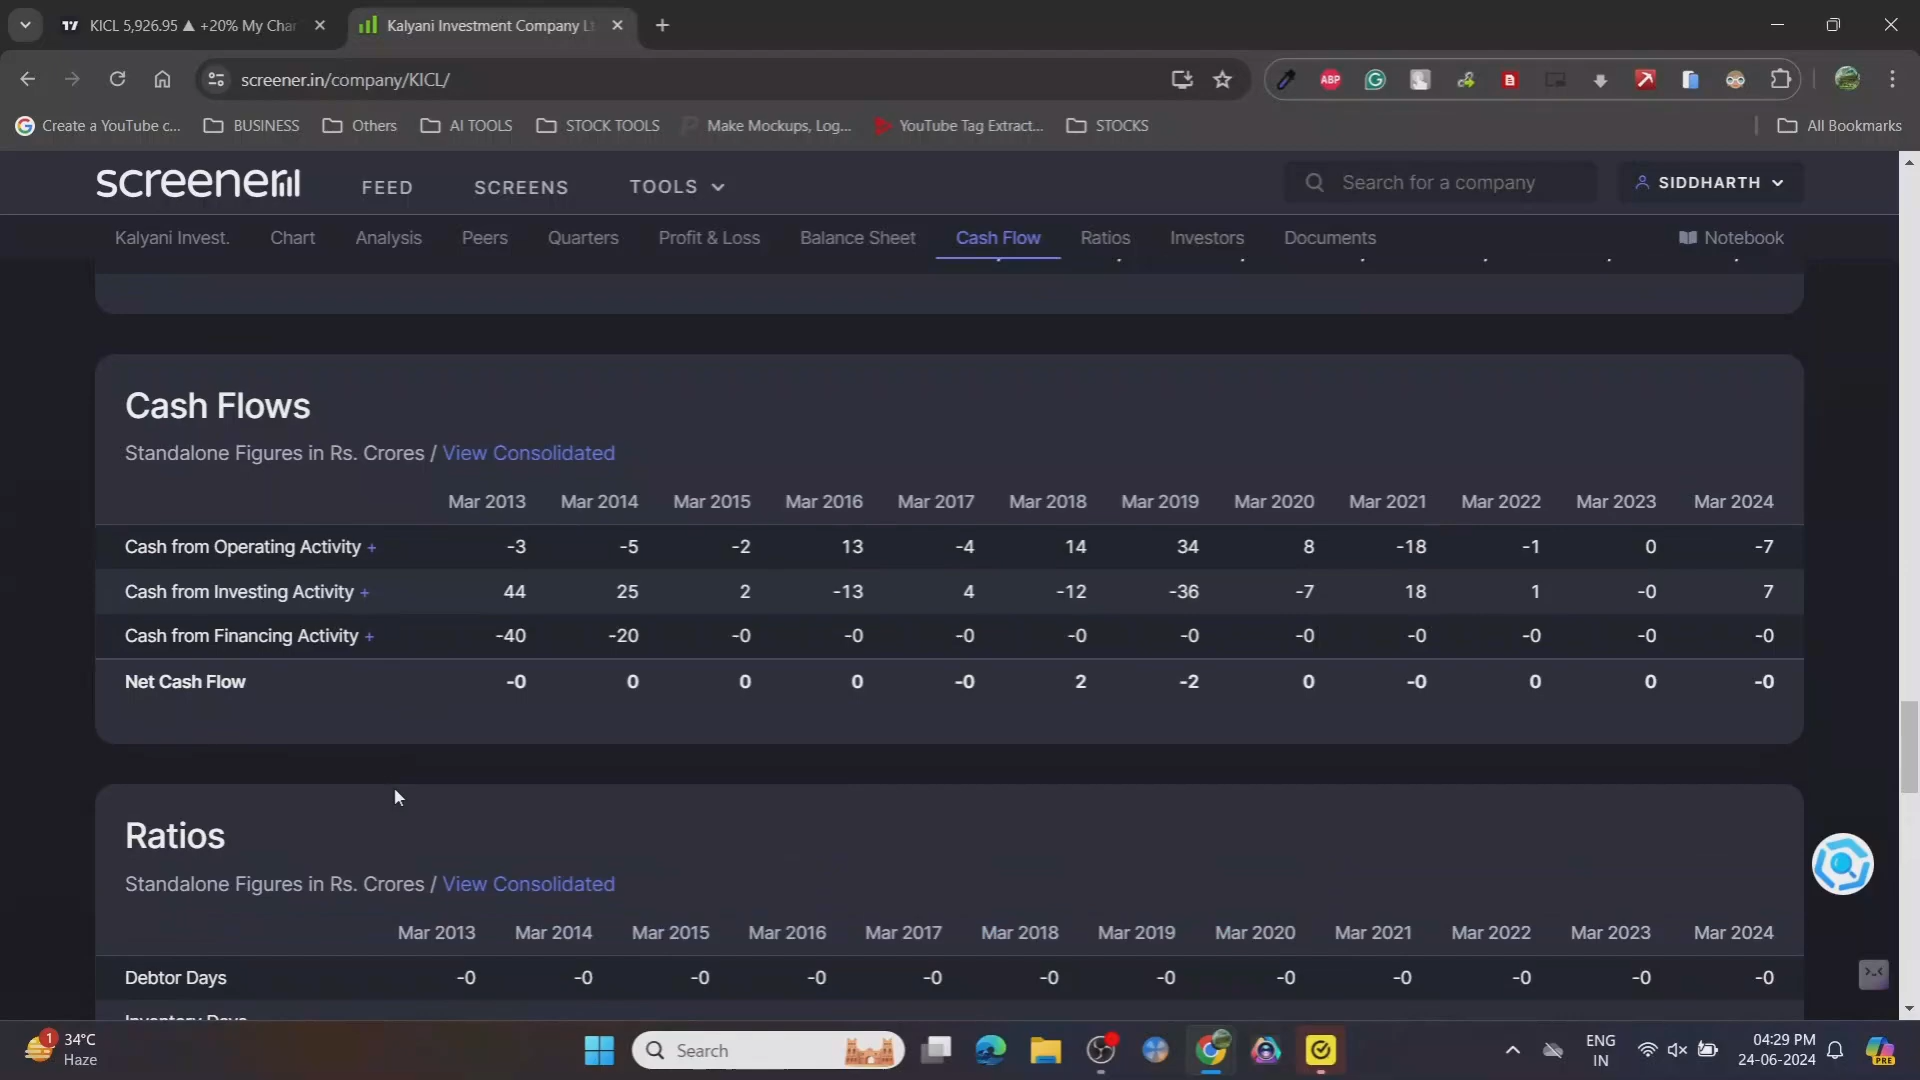 KICL 5,926.95 ▲ +20% My Char
Kalyani Investment Company Lt
screener.in/company/KICL/
ABP
Create a YouTube c...
BUSINESS
Others
AI TOOLS
STOCK TOOLS
Make Mockups, Log...
YouTube Tag Extract...
STOCKS
All Bookmarks
screener
FEED
SCREENS
TOOLS
Search for a company
SIDDHARTH
Kalyani Invest.
Chart
Analysis
Peers
Quarters
Profit & Loss
Balance Sheet
Cash Flow
Ratios
Investors
Documents
Notebook
Cash Flows
Standalone Figures in Rs. Crores / View Consolidated
Mar 2013 Mar 2014 Mar 2015 Mar 2016 Mar 2017 Mar 2018 Mar 2019 Mar 2020 Mar 2021 Mar 2022 Mar 2023 Mar 2024
Cash from Operating Activity + -3 -5 -2 13 -4 14 34 8 -18 -1 0 -7
Cash from Investing Activity + 44 25 2 -13 4 -12 -36 -7 18 1 -0 7
Cash from Financing Activity + -40 -20 -0 -0 -0 -0 -0 -0 -0 -0 -0 -0
Net Cash Flow -0 0 0 0 -0 2 -2 0 -0 0 0 -0
Ratios
Standalone Figures in Rs. Crores / View Consolidated
Mar 2013 Mar 2014 Mar 2015 Mar 2016 Mar 2017 Mar 2018 Mar 2019 Mar 2020 Mar 2021 Mar 2022 Mar 2023 Mar 2024
Debtor Days -0 -0 -0 -0 -0 -0 -0 -0 -0 -0 -0 -0
Inventory Days
1
34°C
Haze
Search
ENG
IN
04:29 PM
24-06-2024
PRE